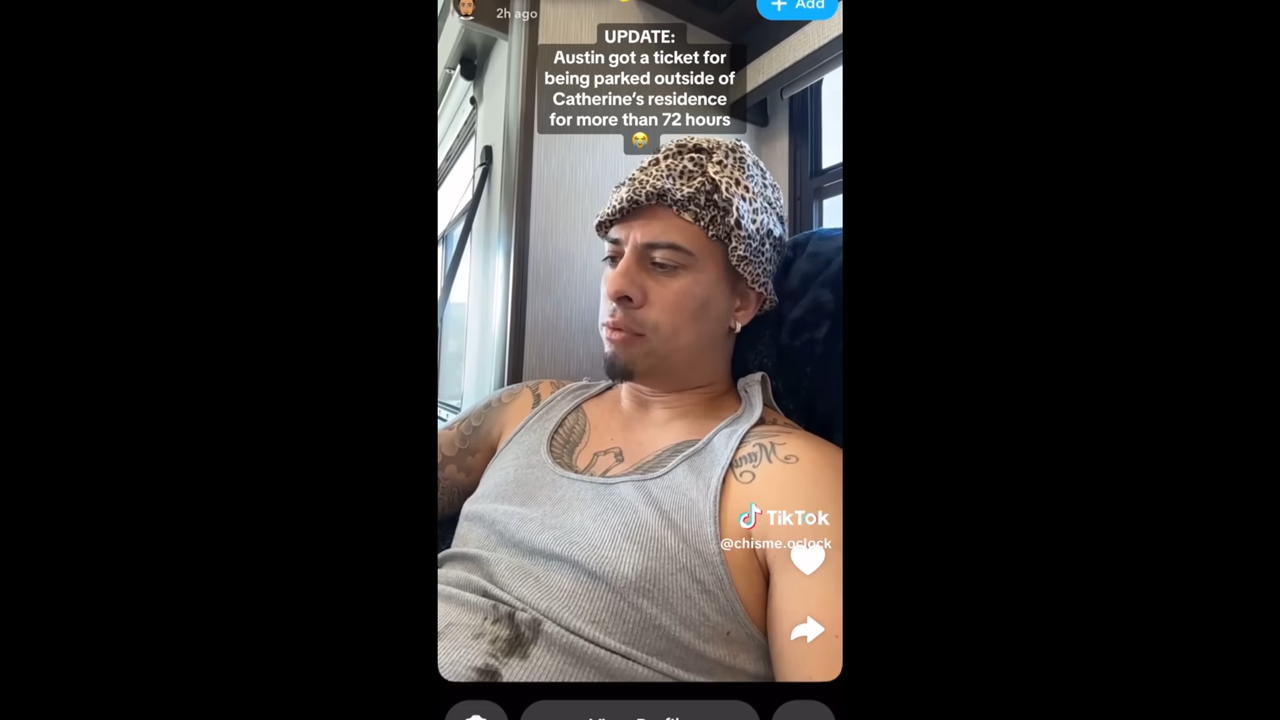 2h ago
+ Add
UPDATE:
Austin got a ticket for
being parked outside of
Catherine's residence
for more than 72 hours
😭
TikTok
@chisme.oclock